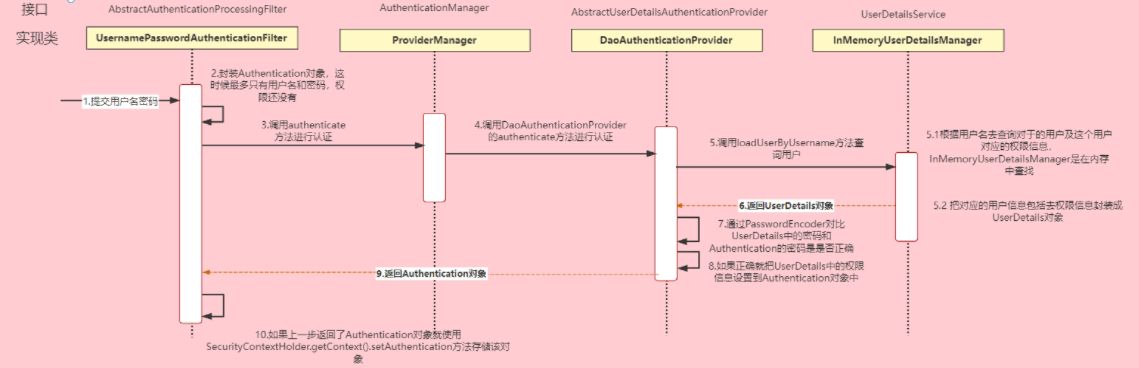 接口
AbstractAuthenticationProcessingFilter
AuthenticationManager
AbstractUserDetailsAuthenticationProvider
UserDetailsService
实现类
UsernamePasswordAuthenticationFilter
ProviderManager
DaoAuthenticationProvider
InMemoryUserDetailsManager
1.提交用户名密码
2.封装Authentication对象，这
时候最多只有用户名和密码，权
限还没有
3.调用authenticate
方法进行认证
4.调用DaoAuthenticationProvider
的authenticate方法进行认证
5.调用loadUserByUsername方法查
询用户
5.1根据用户名去查询对于的用户及这个用户
对应的权限信息，
InMemoryUserDetailsManager是在内存
中查找
5.2 把对应的用户信息包括去权限信息封装成
UserDetails对象
6.返回UserDetails对象
7.通过PasswordEncoder对比
UserDetails中的密码和
Authentication的密码是是否正确
8.如果正确就把UserDetails中的权限
信息设置到Authentication对象中
9.返回Authentication对象
10.如果上一步返回了Authentication对象就使用
SecurityContextHolder.getContext().setAuthentication方法存储该对
象